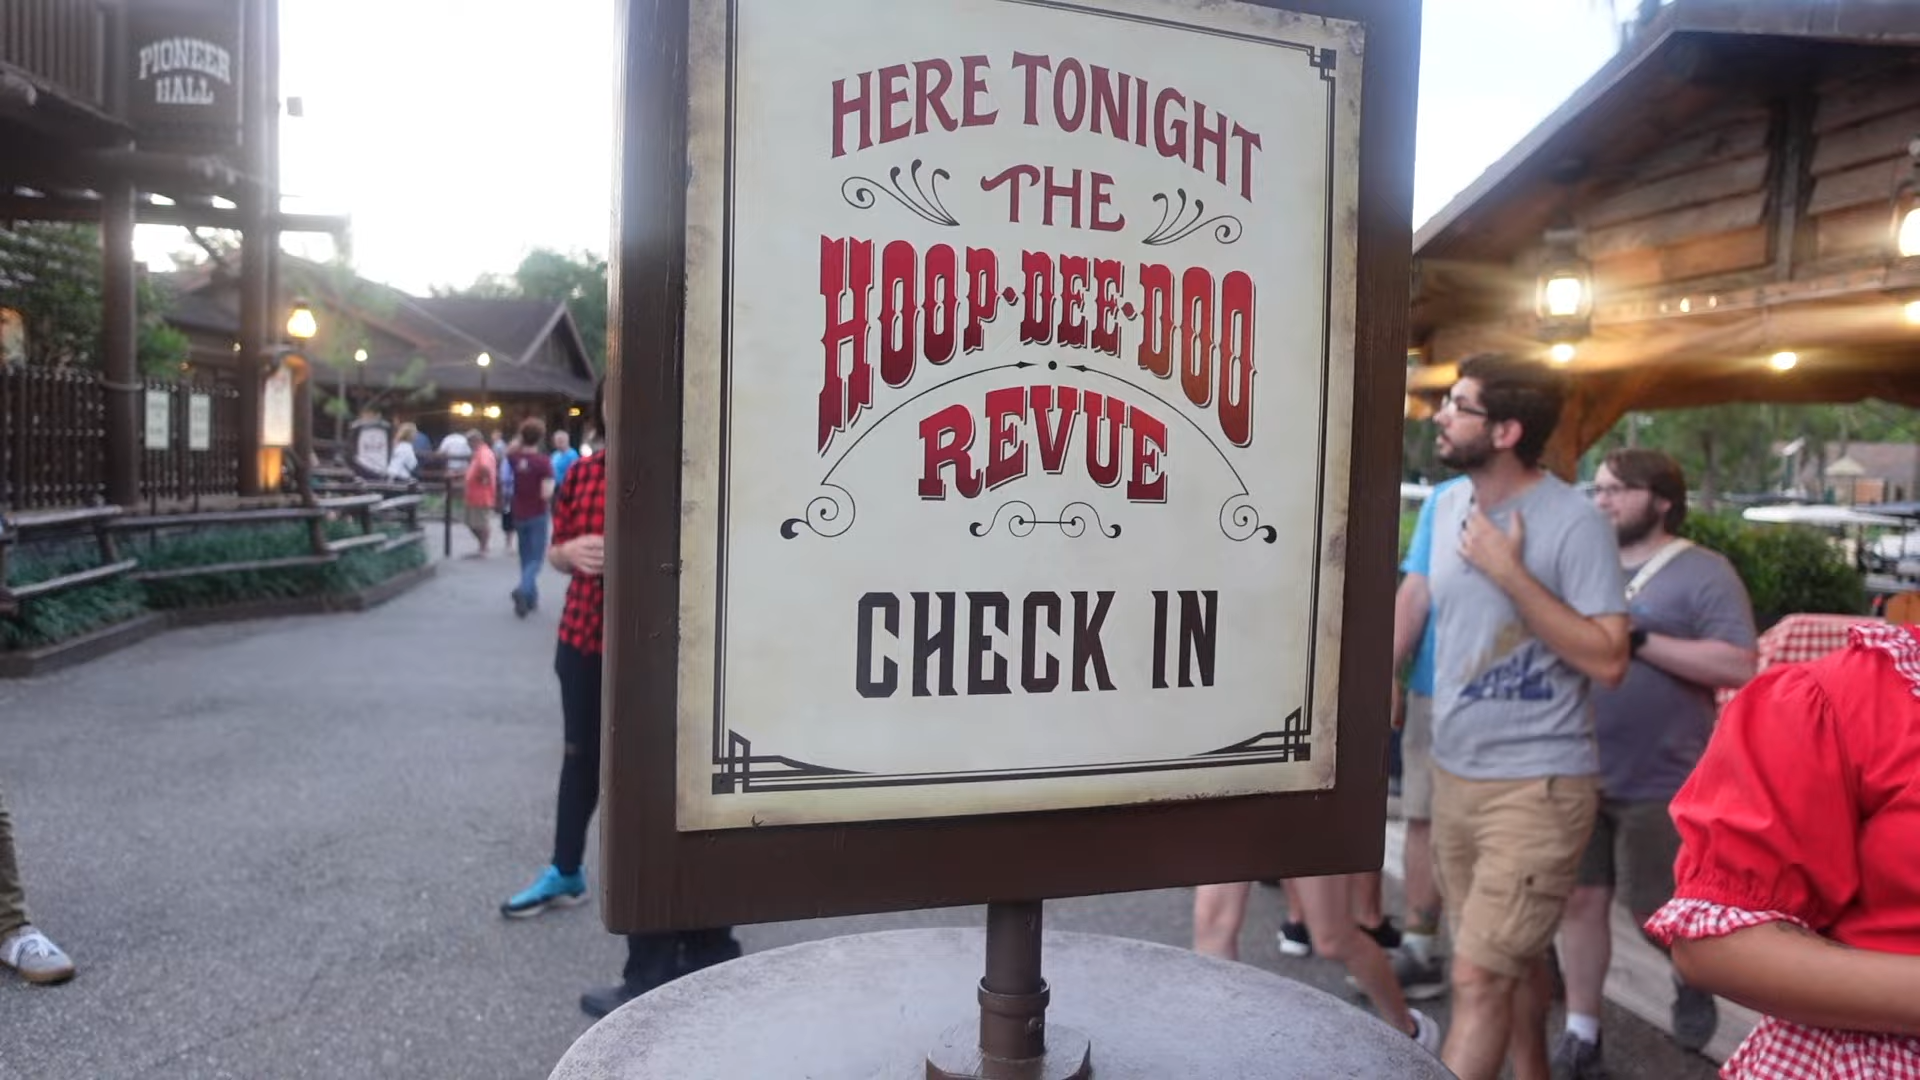 PIONEER
HALL
HERE TONIGHT
THE
HOOP·DEE·DOO
REVUE
CHECK IN